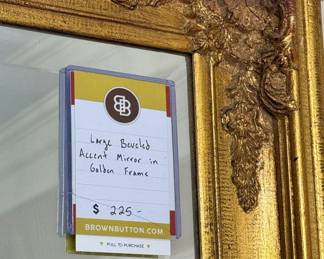 BB
Large Beveled
Accent Mirror in
Golden Frame
$ 225-
BROWNBUTTON.COM
PULL TO PURCHASE